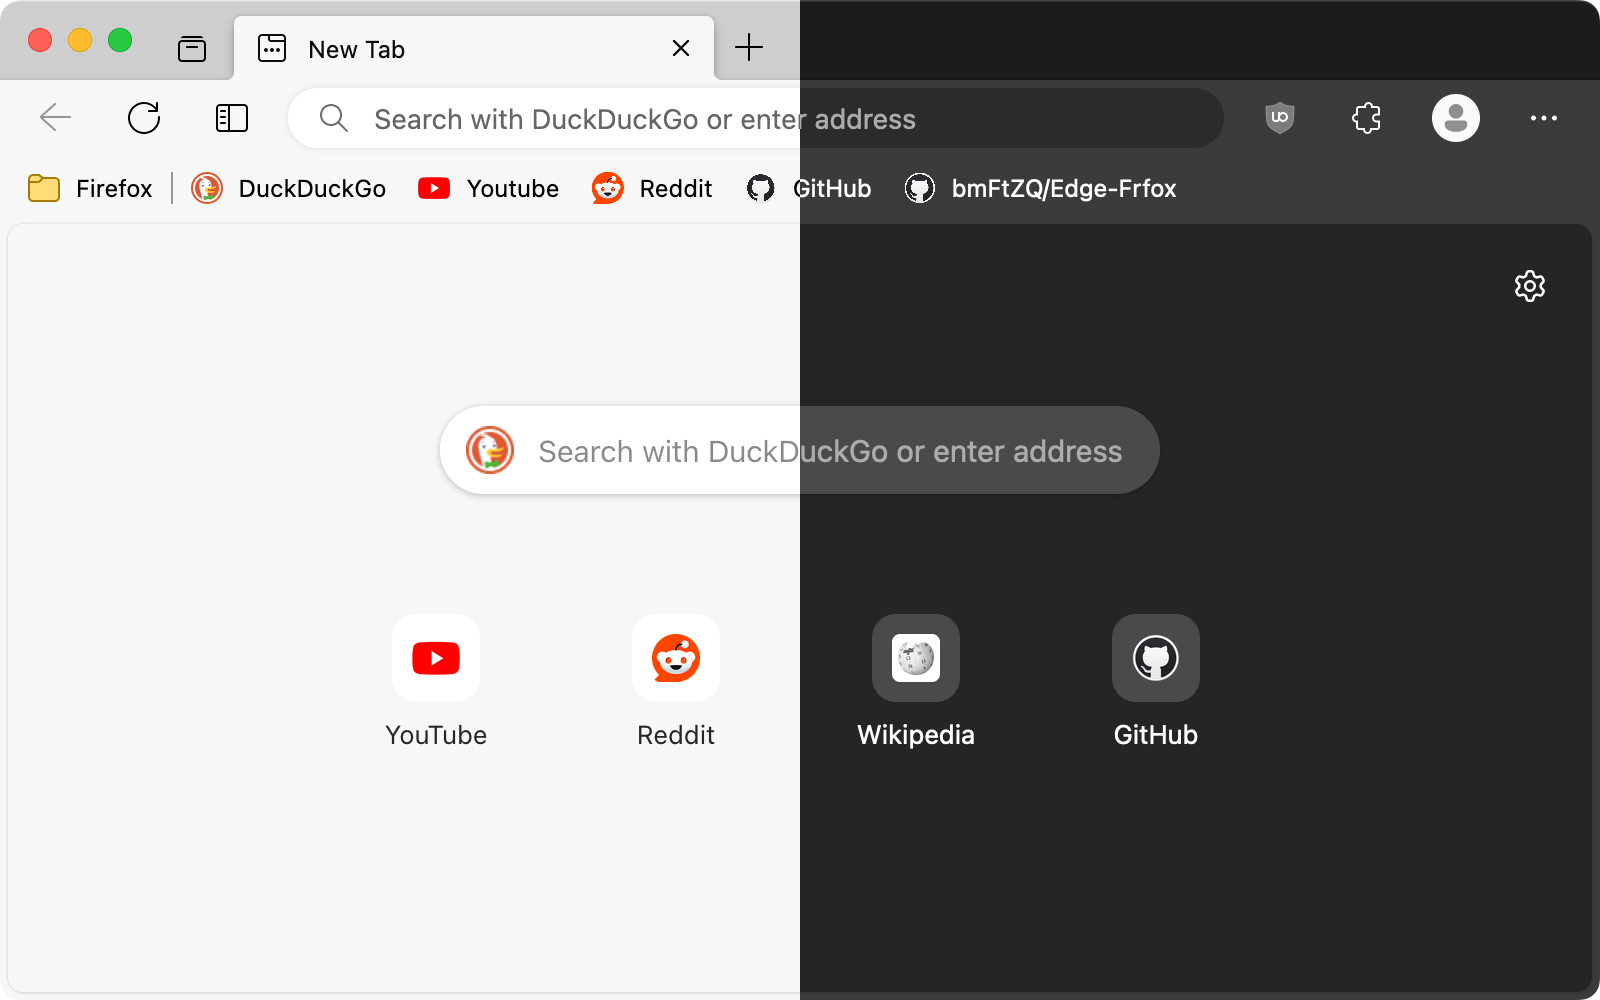 New Tab
Search with DuckDuckGo or enter address
Firefox DuckDuckGo Youtube Reddit GitHub bmFtZQ/Edge-Frfox
Search with DuckDuckGo or enter address
YouTube Reddit Wikipedia GitHub